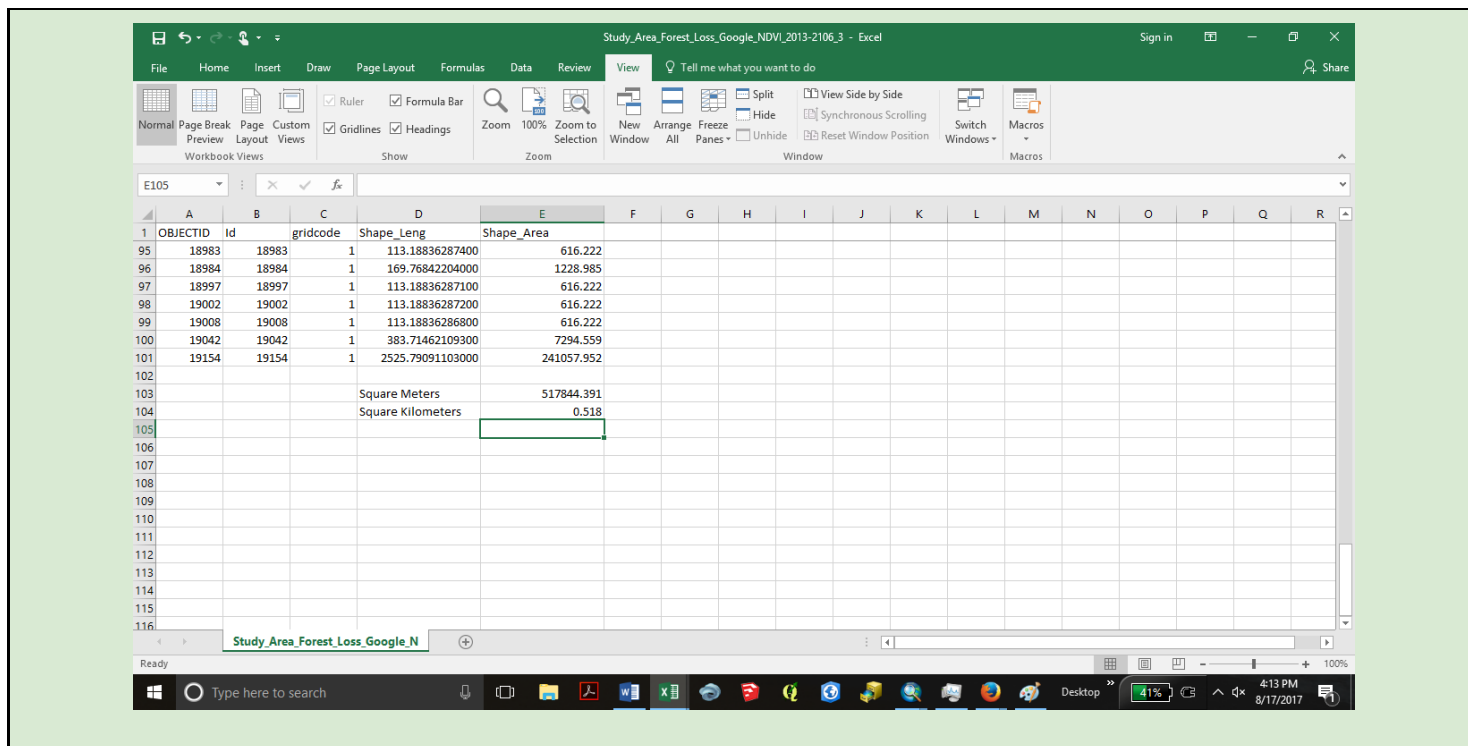 Study_Area_Forest_Loss_Google_NDVI_2013-2106_3 - Excel
Sign in
File Home Insert Draw Page Layout Formulas Data Review View Tell me what you want to do Share
Normal Page Break Preview Page Layout Custom Views
Workbook Views
Ruler Formula Bar
Gridlines Headings
Show
Zoom 100% Zoom to Selection
Zoom
New Window Arrange All Freeze Panes
Split
Hide
Unhide
View Side by Side
Synchronous Scrolling
Reset Window Position
Window
Switch Windows
Macros
Macros
E105 fx
A B C D E F G H I J K L M N O P Q R
1 OBJECTID Id gridcode Shape_Leng Shape_Area
95 18983 18983 1 113.18836287400 616.222
96 18984 18984 1 169.76842204000 1228.985
97 18997 18997 1 113.18836287100 616.222
98 19002 19002 1 113.18836287200 616.222
99 19008 19008 1 113.18836286800 616.222
100 19042 19042 1 383.71462109300 7294.559
101 19154 19154 1 2525.79091103000 241057.952
102
103 Square Meters 517844.391
104 Square Kilometers 0.518
105
106
107
108
109
110
111
112
113
114
115
116
Study_Area_Forest_Loss_Google_N
Ready 100%
Type here to search
Desktop
41%
4:13 PM
8/17/2017